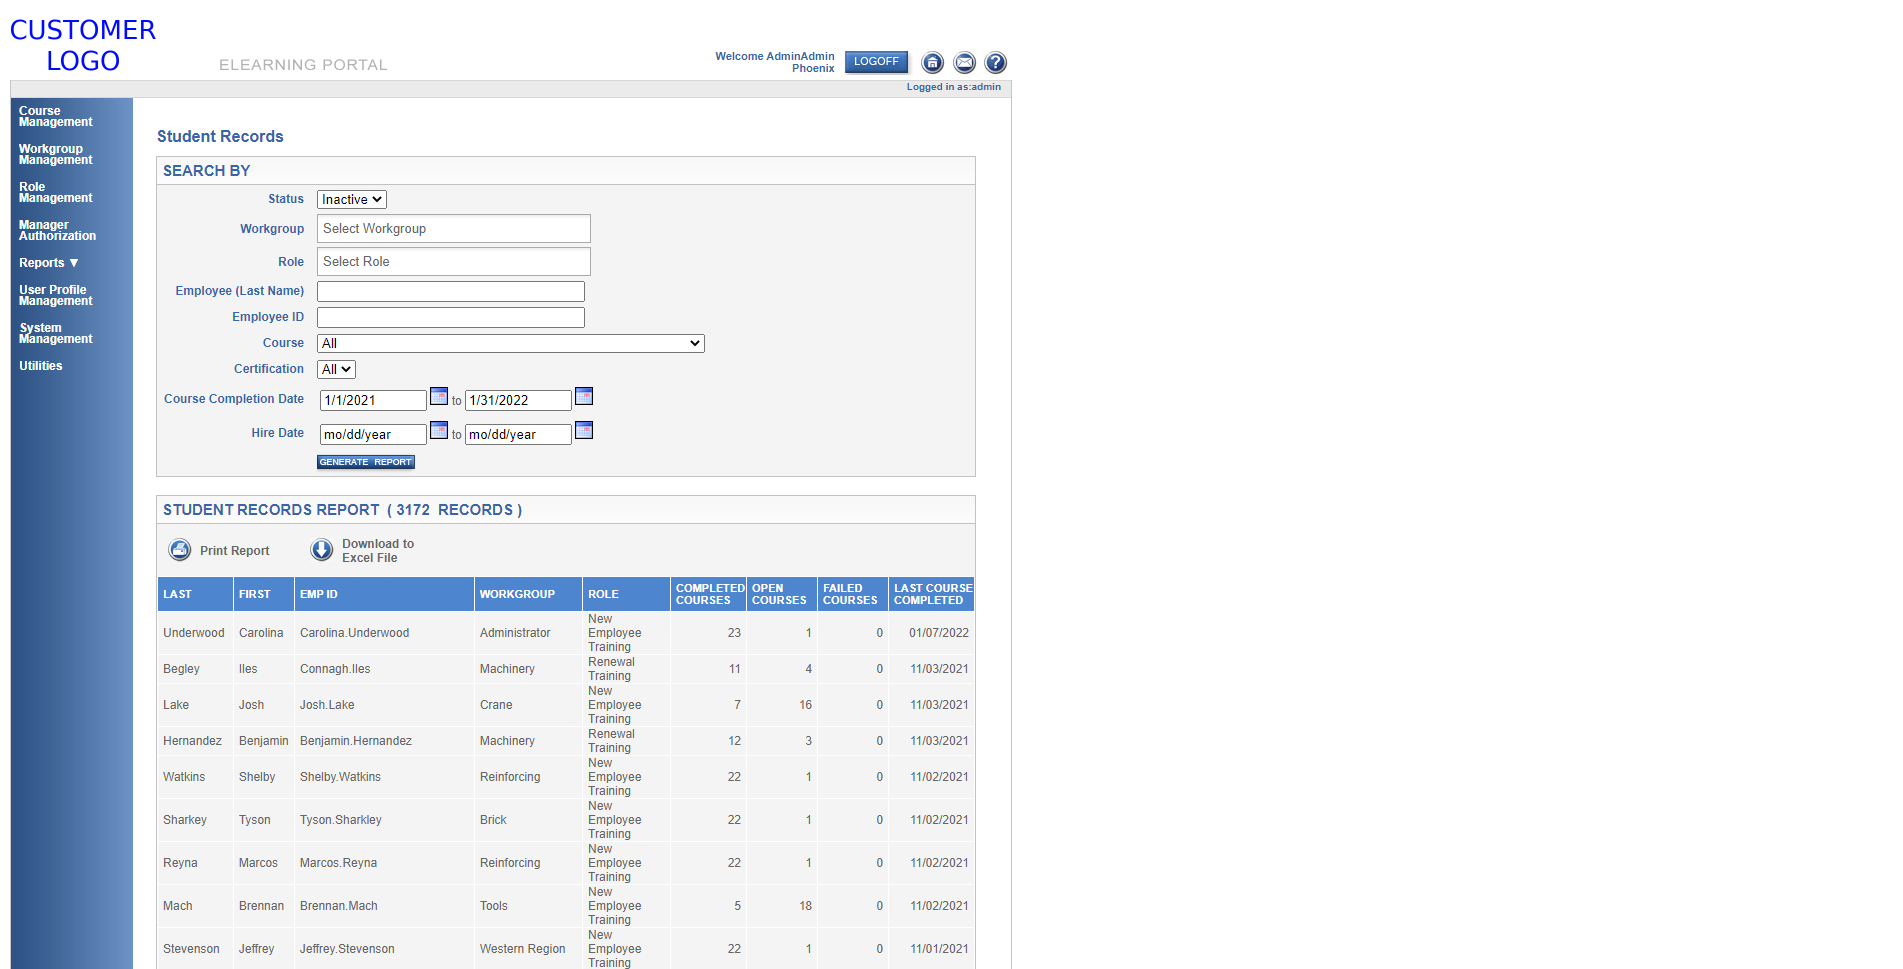 CUSTOMER
LOGO
ELEARNING PORTAL
Welcome AdminAdmin
Phoenix
LOGOFF
Logged in as:admin
Course
Management
Workgroup
Management
Role
Management
Manager
Authorization
Reports ▼
User Profile
Management
System
Management
Utilities
Student Records
SEARCH BY
Status Inactive
Workgroup Select Workgroup
Role Select Role
Employee (Last Name)
Employee ID
Course All
Certification All
Course Completion Date 1/1/2021 to 1/31/2022
Hire Date mo/dd/year to mo/dd/year
GENERATE REPORT
STUDENT RECORDS REPORT ( 3172 RECORDS )
Print Report
Download to
Excel File
LAST FIRST EMP ID WORKGROUP ROLE COMPLETED COURSES OPEN COURSES FAILED COURSES LAST COURSE COMPLETED
Underwood Carolina Carolina.Underwood Administrator New Employee Training 23 1 0 01/07/2022
Begley Iles Connagh.Iles Machinery Renewal Training 11 4 0 11/03/2021
Lake Josh Josh.Lake Crane New Employee Training 7 16 0 11/03/2021
Hernandez Benjamin Benjamin.Hernandez Machinery Renewal Training 12 3 0 11/03/2021
Watkins Shelby Shelby.Watkins Reinforcing New Employee Training 22 1 0 11/02/2021
Sharkey Tyson Tyson.Sharkley Brick New Employee Training 22 1 0 11/02/2021
Reyna Marcos Marcos.Reyna Reinforcing New Employee Training 22 1 0 11/02/2021
Mach Brennan Brennan.Mach Tools New Employee Training 5 18 0 11/02/2021
Stevenson Jeffrey Jeffrey.Stevenson Western Region New Employee Training 22 1 0 11/01/2021